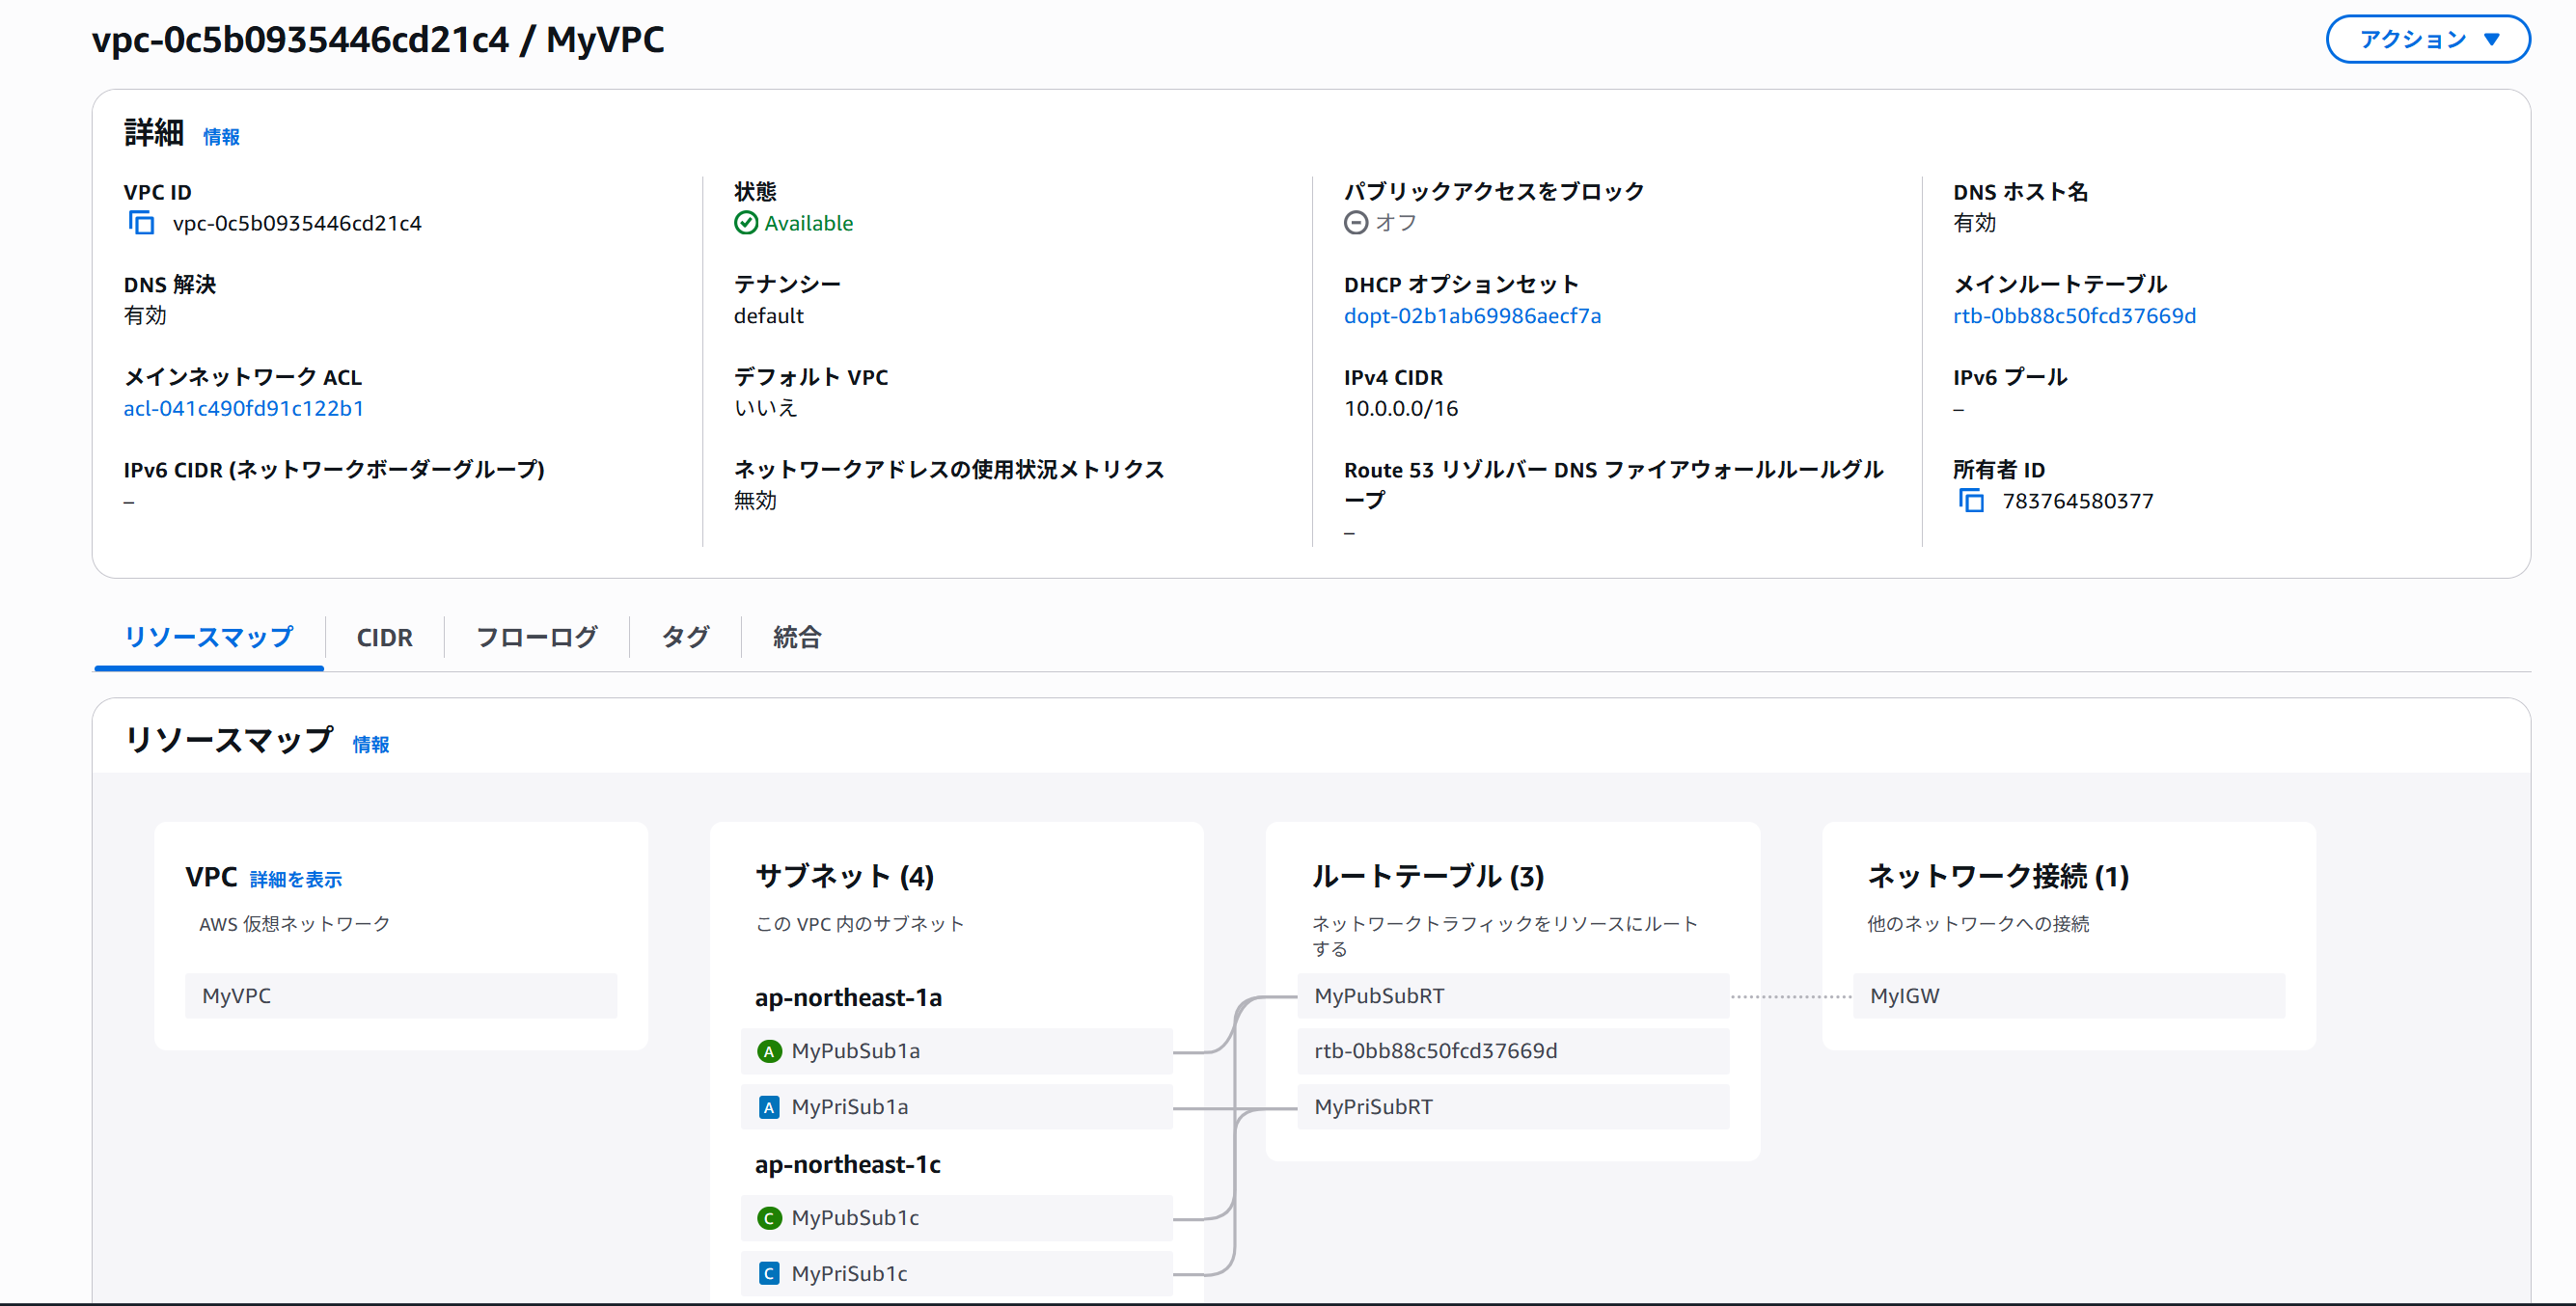 vpc-0c5b0935446cd21c4 / MyVPC
アクション
詳細 情報
VPC ID
vpc-0c5b0935446cd21c4
状態
Available
パブリックアクセスをブロック
オフ
DNS ホスト名
有効
DNS 解決
有効
テナンシー
default
DHCP オプションセット
dopt-02b1ab69986aecf7a
メインルートテーブル
rtb-0bb88c50fcd37669d
メインネットワーク ACL
acl-041c490fd91c122b1
デフォルト VPC
いいえ
IPv4 CIDR
10.0.0.0/16
IPv6 プール
–
IPv6 CIDR (ネットワークボーダーグループ)
–
ネットワークアドレスの使用状況メトリクス
無効
Route 53 リゾルバー DNS ファイアウォールルールグル
ープ
–
所有者 ID
783764580377
リソースマップ
CIDR
フローログ
タグ
統合
リソースマップ 情報
VPC 詳細を表示
AWS 仮想ネットワーク
MyVPC
サブネット (4)
この VPC 内のサブネット
ap-northeast-1a
A MyPubSub1a
A MyPriSub1a
ap-northeast-1c
C MyPubSub1c
C MyPriSub1c
ルートテーブル (3)
ネットワークトラフィックをリソースにルート
する
MyPubSubRT
rtb-0bb88c50fcd37669d
MyPriSubRT
ネットワーク接続 (1)
他のネットワークへの接続
MyIGW